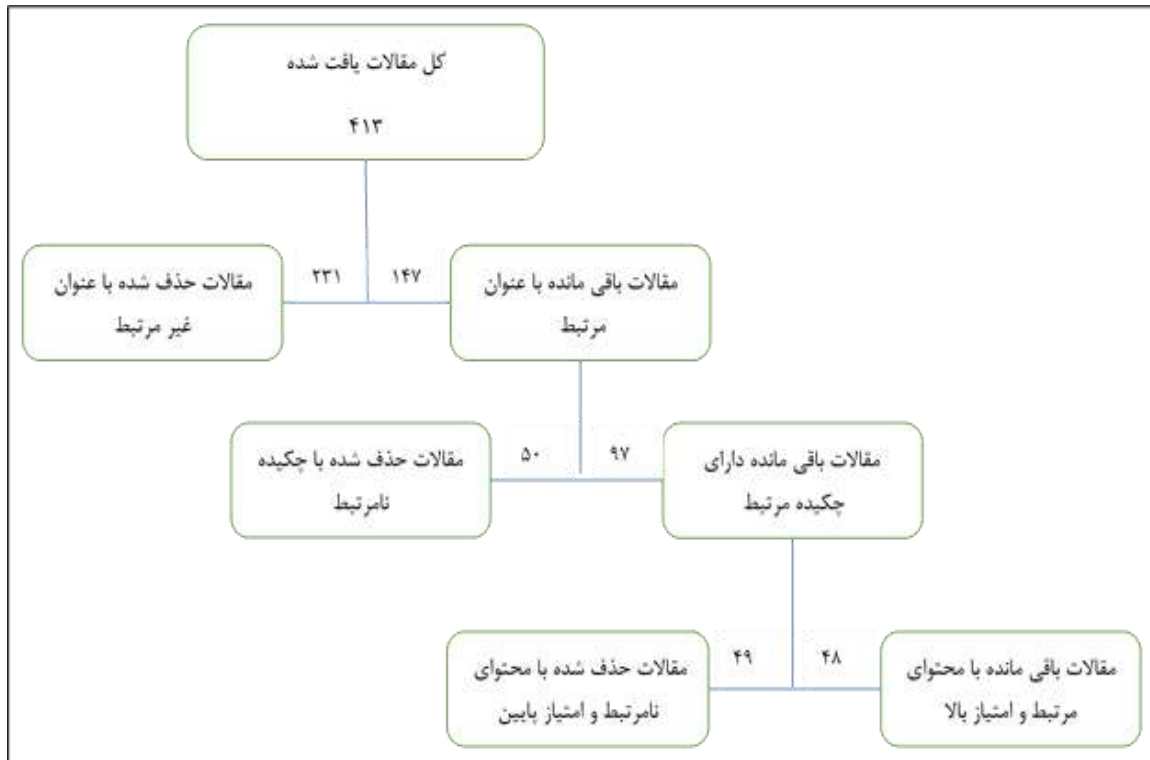 کل مقالات یافت شده
۴۱۳
مقالات باقی مانده با عنوان
مرتبط
۱۴۷
۲۳۱
مقالات حذف شده با عنوان
غیر مرتبط
مقالات باقی مانده دارای
چکیده مرتبط
۹۷
۵۰
مقالات حذف شده با چکیده
نامرتبط
مقالات باقی مانده با محتوای
مرتبط و امتیاز بالا
۴۸
۴۹
مقالات حذف شده با محتوای
نامرتبط و امتیاز پایین